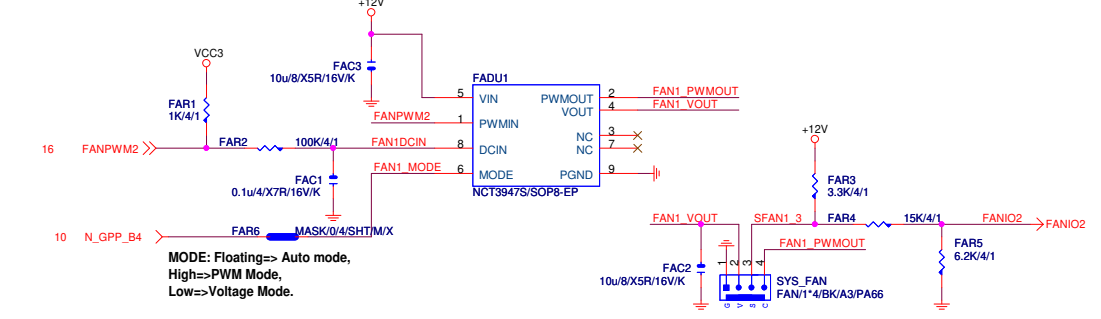 +12V
VCC3
FAC3
10u/8/X5R/16V/K
FADU1
FAR1
1K/4/1
5
VIN
PWMOUT
2
FAN1_PWMOUT
VOUT
4
FAN1_VOUT
FANPWM2
1
PWMIN
NC
3
16
FANPWM2
FAR2
100K/4/1
FAN1DCIN
8
DCIN
NC
7
+12V
FAN1_MODE
6
MODE
PGND
9
FAC1
0.1u/4/X7R/16V/K
NCT3947S/SOP8-EP
FAR3
3.3K/4/1
FAN1_VOUT
SFAN1_3
FAR4
15K/4/1
FANIO2
FANIO2
10
N_GPP_B4
FAR6
MASK/0/4/SHT/M/X
FAN1_PWMOUT
FAR5
6.2K/4/1
MODE: Floating=> Auto mode,
High=>PWM Mode,
Low=>Voltage Mode.
FAC2
10u/8/X5R/16V/K
1
2
3
4
SYS_FAN
FAN/1*4/BK/A3/PA66
G
V
S
C